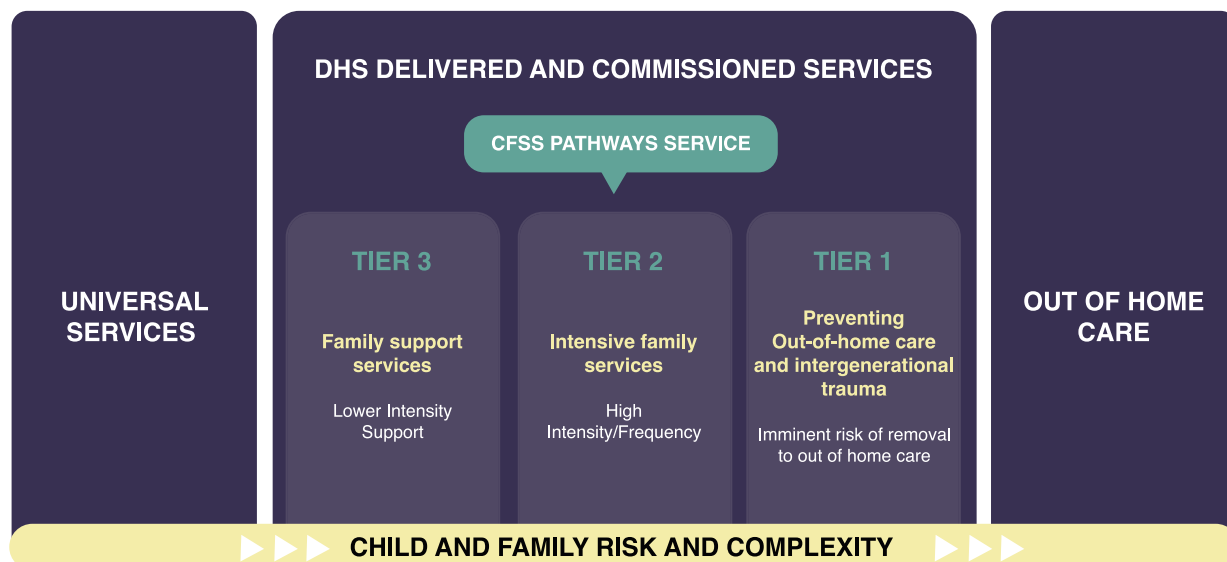 UNIVERSAL
SERVICES
DHS DELIVERED AND COMMISSIONED SERVICES
CFSS PATHWAYS SERVICE
TIER 3
Family support
services
Lower Intensity
Support
TIER 2
Intensive family
services
High
Intensity/Frequency
TIER 1
Preventing
Out-of-home care
and intergenerational
trauma
Imminent risk of removal
to out of home care
OUT OF HOME
CARE
CHILD AND FAMILY RISK AND COMPLEXITY